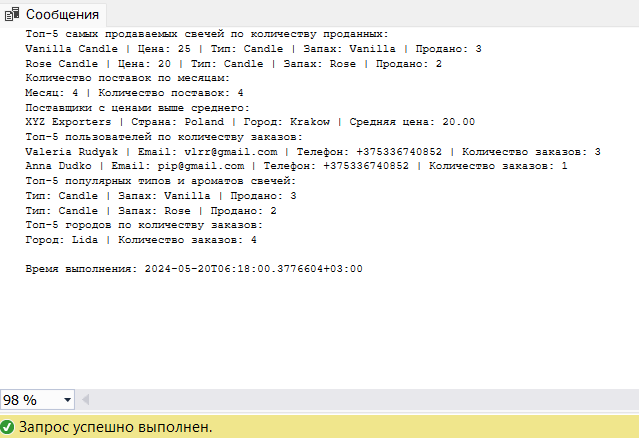 Сообщения
Топ-5 самых продаваемых свечей по количеству проданных:
Vanilla Candle | Цена: 25 | Тип: Candle | Запах: Vanilla | Продано: 3
Rose Candle | Цена: 20 | Тип: Candle | Запах: Rose | Продано: 2
Количество поставок по месяцам:
Месяц: 4 | Количество поставок: 4
Поставщики с ценами выше среднего:
XYZ Exporters | Страна: Poland | Город: Krakow | Средняя цена: 20.00
Топ-5 пользователей по количеству заказов:
Valeria Rudyak | Email: vlrr@gmail.com | Телефон: +375336740852 | Количество заказов: 3
Anna Dudko | Email: pip@gmail.com | Телефон: +375336740852 | Количество заказов: 1
Топ-5 популярных типов и ароматов свечей:
Тип: Candle | Запах: Vanilla | Продано: 3
Тип: Candle | Запах: Rose | Продано: 2
Топ-5 городов по количеству заказов:
Город: Lida | Количество заказов: 4
Время выполнения: 2024-05-20T06:18:00.3776604+03:00
98 %
Запрос успешно выполнен.